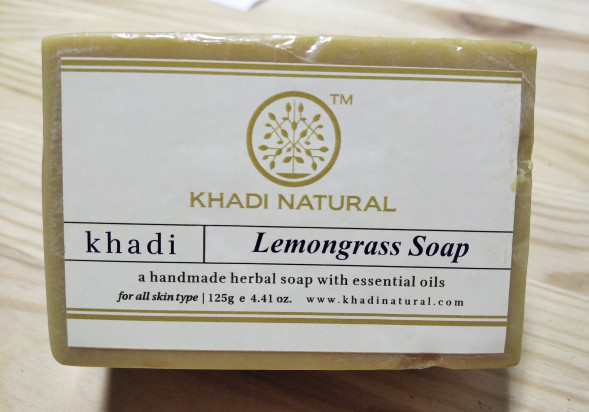 TM
KHADI NATURAL
khadi Lemongrass Soap
a handmade herbal soap with essential oils
for all skin type | 125g e 4.41 oz. www.khadinatural.com